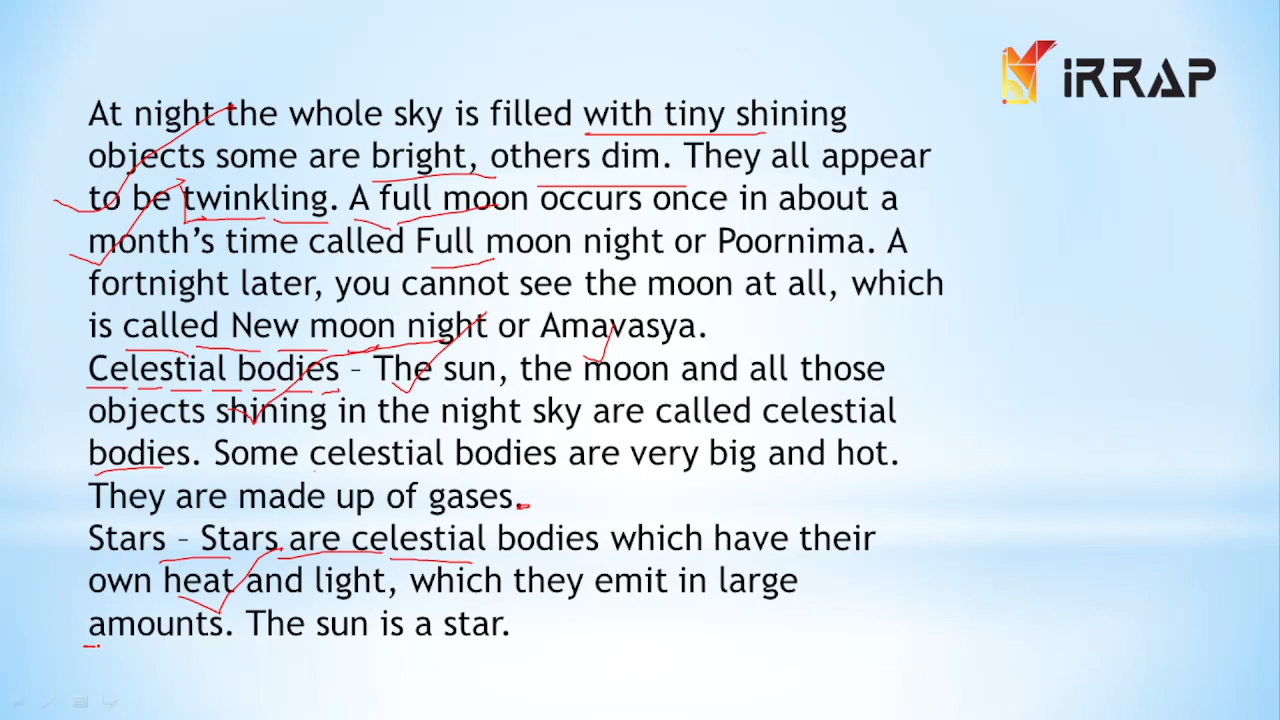 iRRAP
At night the whole sky is filled with tiny shining
objects some are bright, others dim. They all appear
to be twinkling. A full moon occurs once in about a
month’s time called Full moon night or Poornima. A
fortnight later, you cannot see the moon at all, which
is called New moon night or Amavasya.
Celestial bodies – The sun, the moon and all those
objects shining in the night sky are called celestial
bodies. Some celestial bodies are very big and hot.
They are made up of gases.
Stars – Stars are celestial bodies which have their
own heat and light, which they emit in large
amounts. The sun is a star.